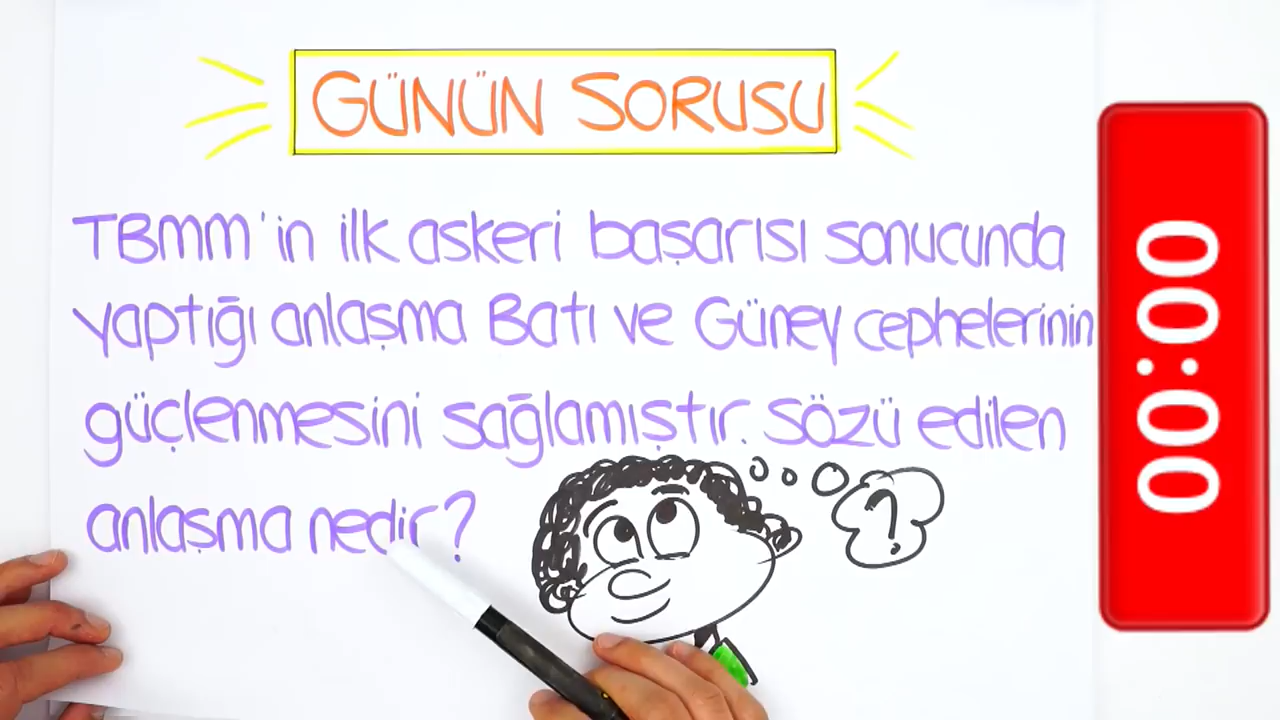 GÜNÜN SORUSU
TBMM'in ilk askeri başarısı sonucunda
yaptığı anlaşma Batı ve Güney cephelerinin
güçlenmesini sağlamıştır. Sözü edilen
anlaşma nedir?
?
00:00